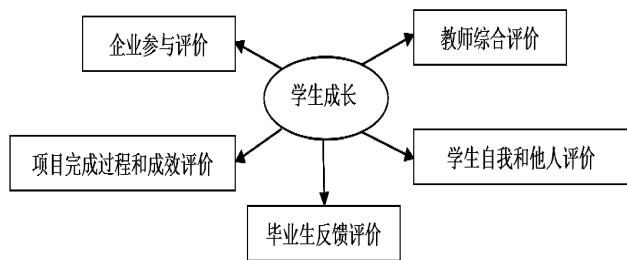 企业参与评价
教师综合评价
学生成长
项目完成过程和成效评价
学生自我和他人评价
毕业生反馈评价